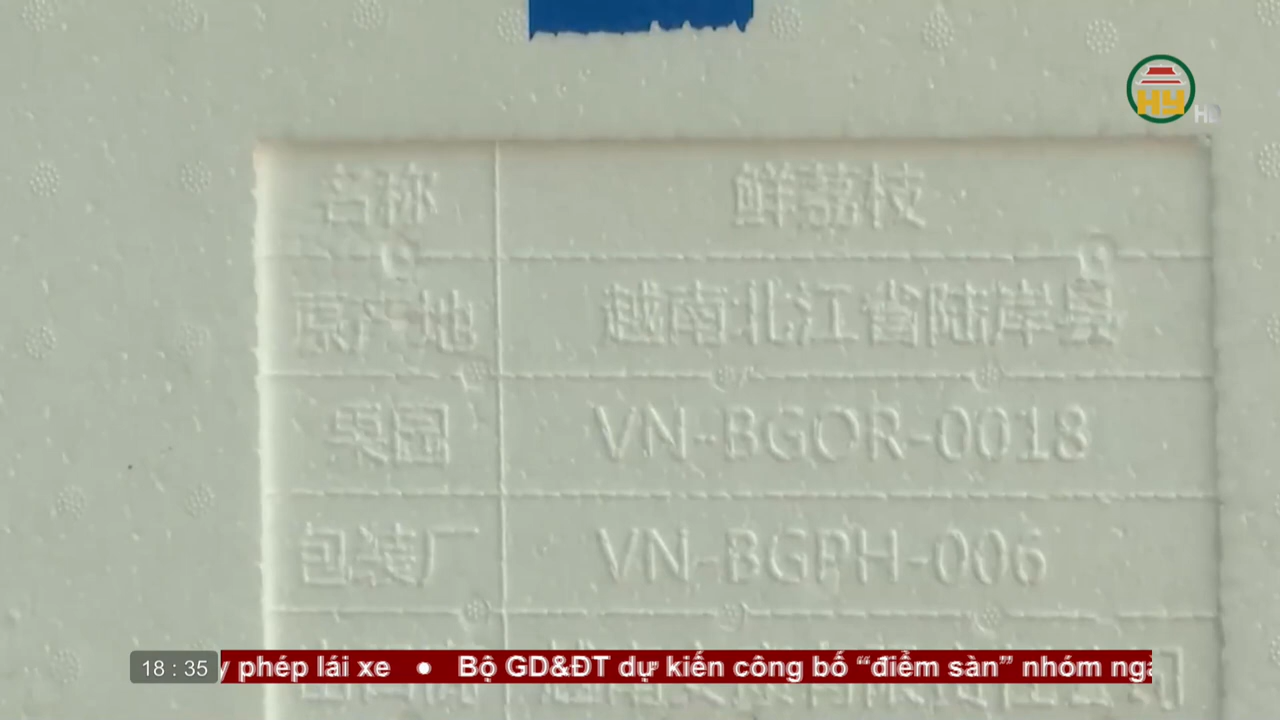 HY
HD
名称 鲜荔枝
原产地 越南北江省陆岸县
果园 VN-BGOR-0018
包装厂 VN-BGPH-006
18 : 35
phép lái xe ● Bộ GD&ĐT dự kiến công bố “điểm sàn” nhóm